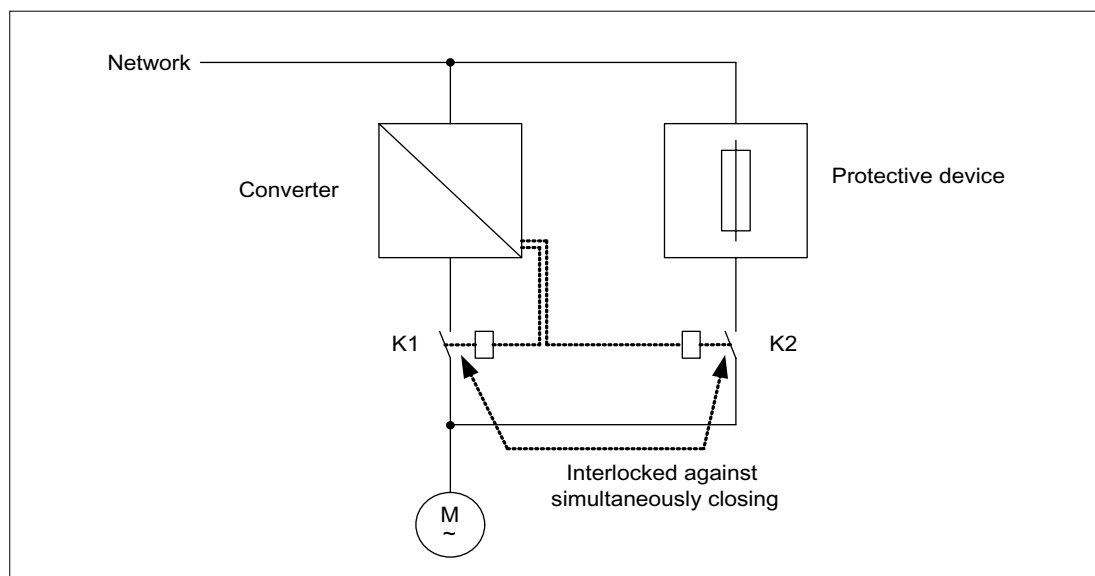 Network
Converter
Protective device
K1
K2
Interlocked against
simultaneously closing
M
~